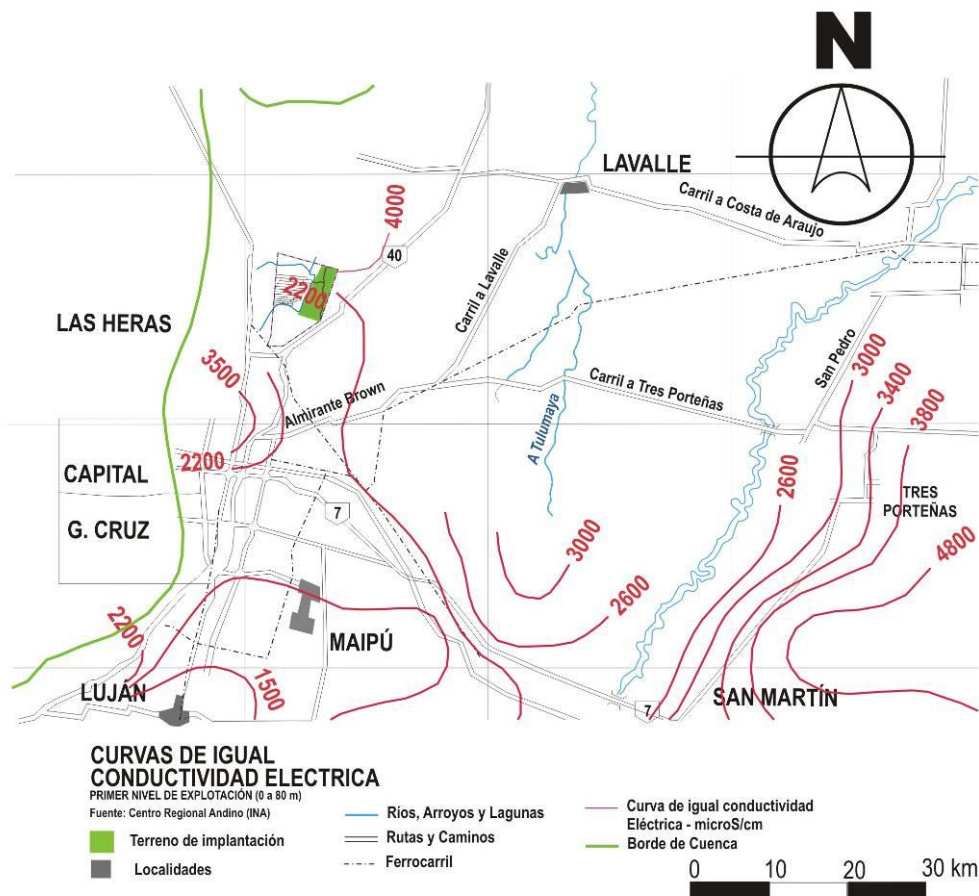 N
LAVALLE
Carril a Costa de Araujo
4000
40
2200
Carril a Lavalle
LAS HERAS
San Pedro
3500
3000
3400
3800
Almirante Brown
Carril a Tres Porteñas
A Tulumaya
2200
2600
CAPITAL
TRES
PORTEÑAS
G. CRUZ
7
3000
4800
2600
2200
MAIPÚ
LUJÁN
1500
SAN MARTÍN
7
CURVAS DE IGUAL
CONDUCTIVIDAD ELECTRICA
PRIMER NIVEL DE EXPLOTACIÓN (0 a 80 m)
Fuente: Centro Regional Andino (INA)
Terreno de implantación
Localidades
Ríos, Arroyos y Lagunas
Rutas y Caminos
Ferrocarril
Curva de igual conductividad
Eléctrica - microS/cm
Borde de Cuenca
0 10 20 30 km